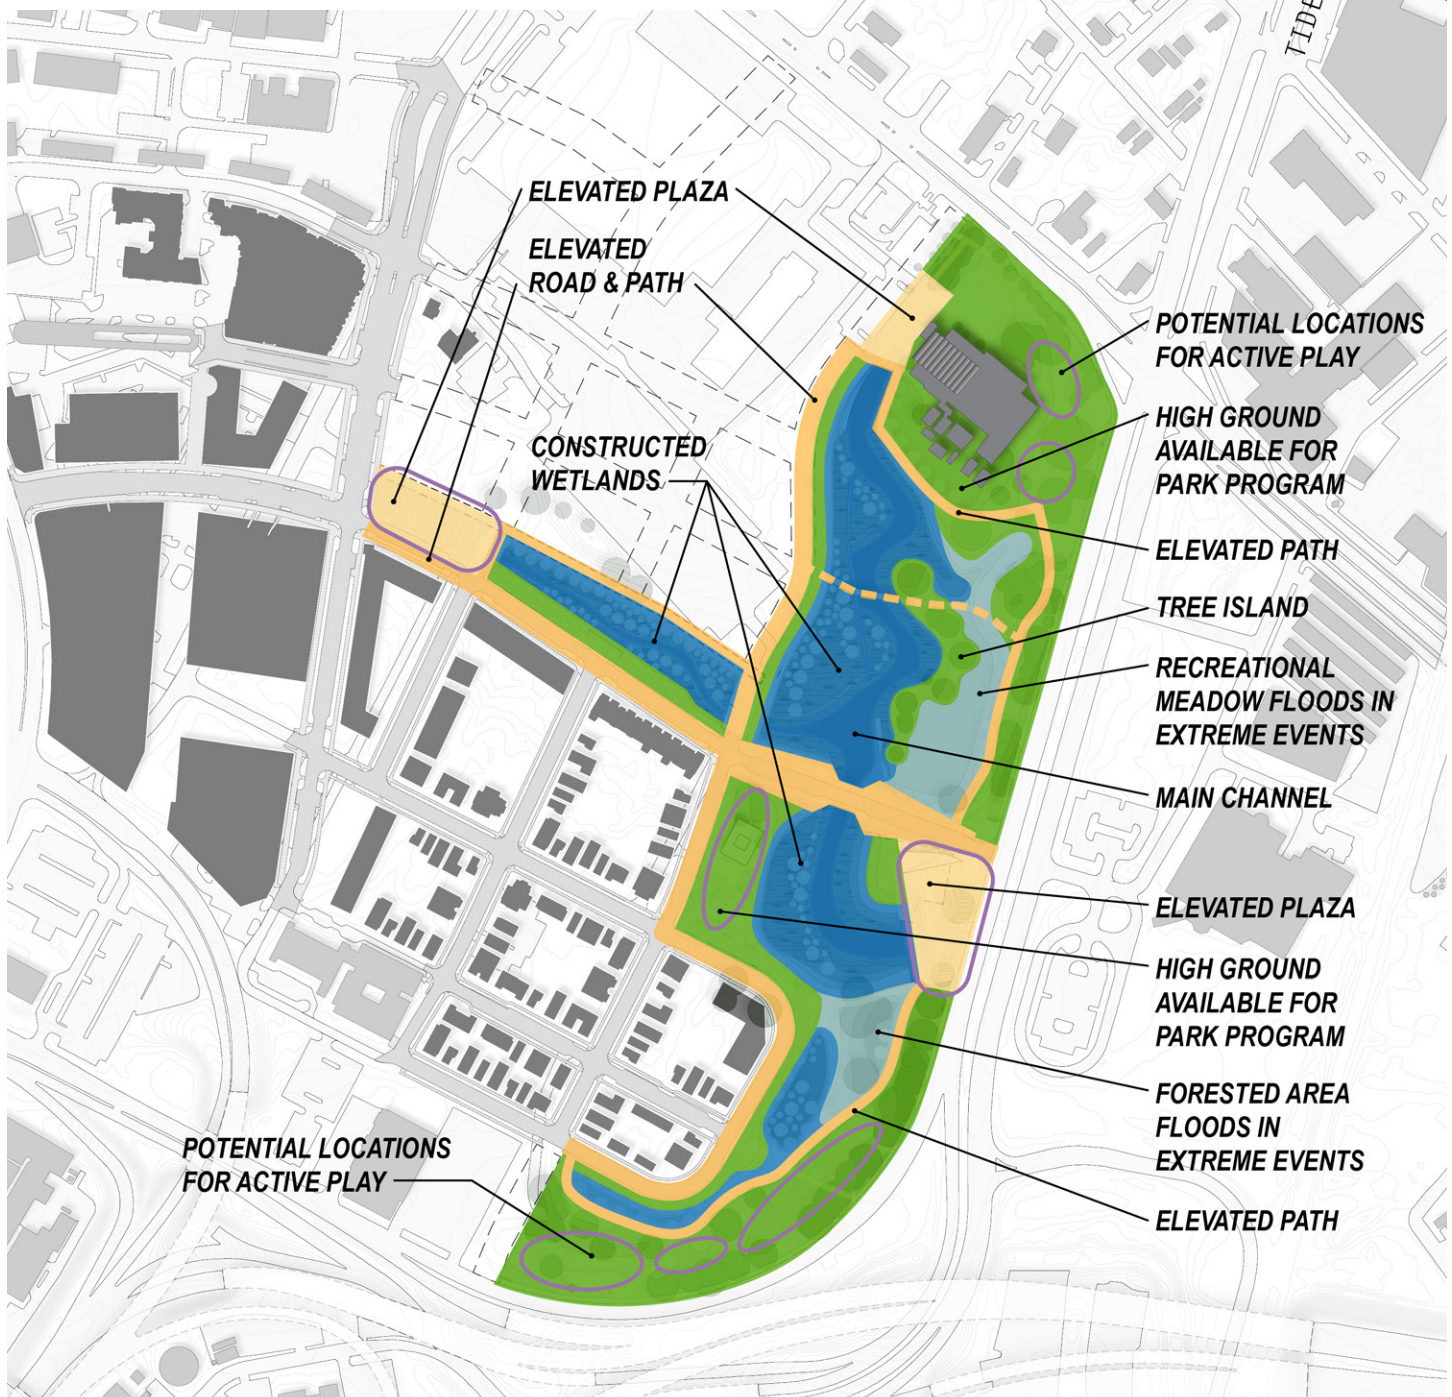 TIDE
ELEVATED PLAZA
ELEVATED
ROAD & PATH
POTENTIAL LOCATIONS
FOR ACTIVE PLAY
HIGH GROUND
AVAILABLE FOR
PARK PROGRAM
CONSTRUCTED
WETLANDS
ELEVATED PATH
TREE ISLAND
RECREATIONAL
MEADOW FLOODS IN
EXTREME EVENTS
MAIN CHANNEL
ELEVATED PLAZA
HIGH GROUND
AVAILABLE FOR
PARK PROGRAM
FORESTED AREA
FLOODS IN
EXTREME EVENTS
POTENTIAL LOCATIONS
FOR ACTIVE PLAY
ELEVATED PATH